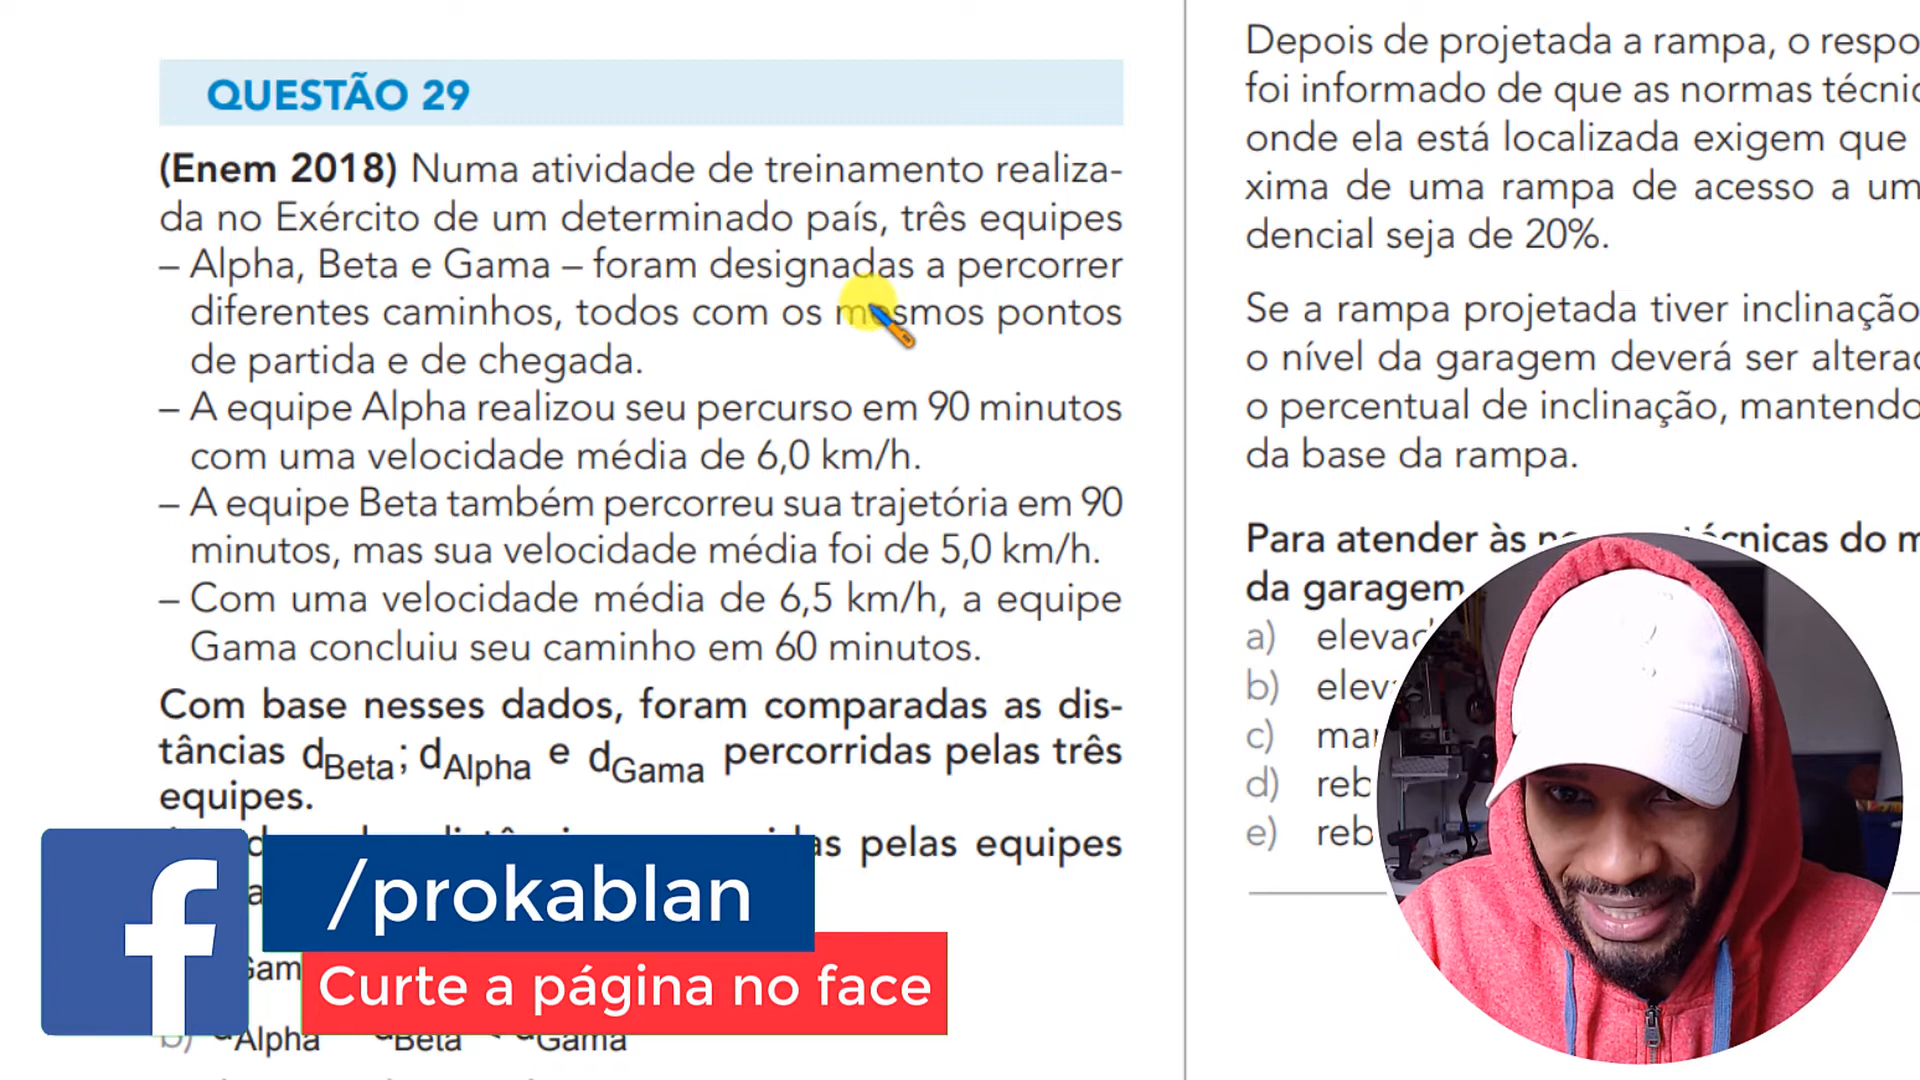 QUESTÃO 29
(Enem 2018) Numa atividade de treinamento realiza-
da no Exército de um determinado país, três equipes
– Alpha, Beta e Gama – foram designadas a percorrer
diferentes caminhos, todos com os mesmos pontos
de partida e de chegada.
– A equipe Alpha realizou seu percurso em 90 minutos
com uma velocidade média de 6,0 km/h.
– A equipe Beta também percorreu sua trajetória em 90
minutos, mas sua velocidade média foi de 5,0 km/h.
– Com uma velocidade média de 6,5 km/h, a equipe
Gama concluiu seu caminho em 60 minutos.
Com base nesses dados, foram comparadas as dis-
tâncias dBeta; dAlpha e dGama percorridas pelas três
equipes.
pelas equipes
/prokablan
Curte a página no face
b) dAlpha dBeta < dGama
Depois de projetada a rampa, o respo
foi informado de que as normas técnic
onde ela está localizada exigem que
xima de uma rampa de acesso a um
dencial seja de 20%.
Se a rampa projetada tiver inclinação
o nível da garagem deverá ser alterad
o percentual de inclinação, mantendo
da base da rampa.
Para atender às técnicas do m
da garagem
a) elevad
b) eleva
c) man
d) reb
e) reb